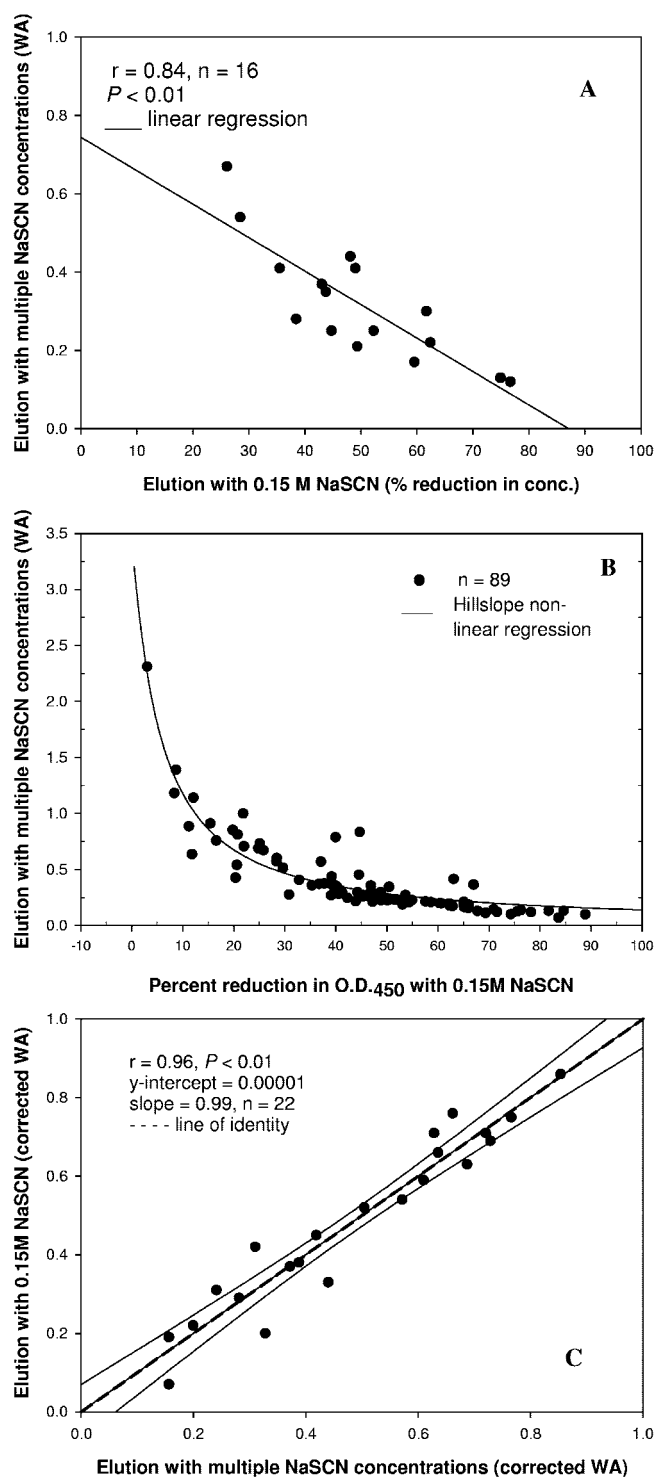 Elution with multiple NaSCN concentrations (WA)
1.0
0.8
0.6
0.4
0.2
0.0
r = 0.84, n = 16
P < 0.01
linear regression
A
0 10 20 30 40 50 60 70 80 90 100
Elution with 0.15 M NaSCN (% reduction in conc.)
Elution with multiple NaSCN concentrations (WA)
3.5
3.0
2.5
2.0
1.5
1.0
0.5
0.0
n = 89
Hillslope non-
linear regression
B
-10 0 10 20 30 40 50 60 70 80 90 100
Percent reduction in O.D.450 with 0.15M NaSCN
Elution with 0.15M NaSCN (corrected WA)
1.0
0.8
0.6
0.4
0.2
0.0
r = 0.96, P < 0.01
y-intercept = 0.00001
slope = 0.99, n = 22
- - - - line of identity
C
0.0 0.2 0.4 0.6 0.8 1.0
Elution with multiple NaSCN concentrations (corrected WA)